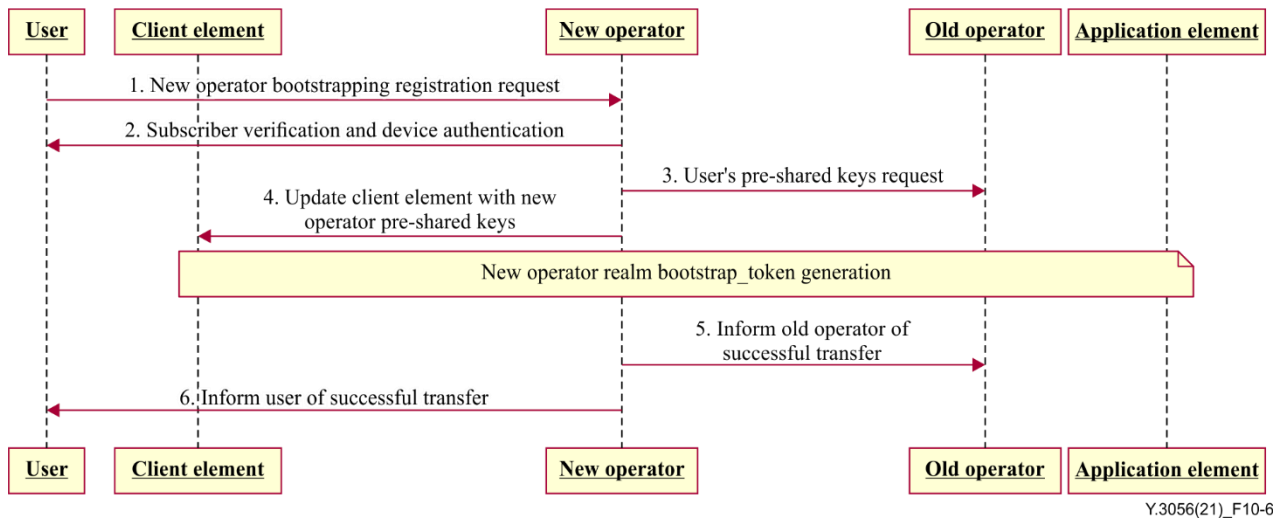 User
Client element
New operator
Old operator
Application element
1. New operator bootstrapping registration request
2. Subscriber verification and device authentication
3. User's pre-shared keys request
4. Update client element with new
operator pre-shared keys
New operator realm bootstrap_token generation
5. Inform old operator of
successful transfer
6. Inform user of successful transfer
User
Client element
New operator
Old operator
Application element
Y.3056(21)_F10-6